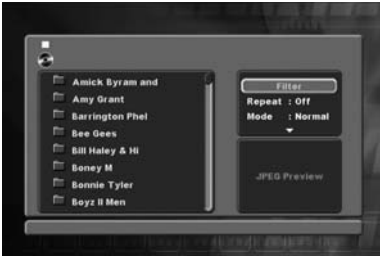 Amick Byram and
Amy Grant
Barrington Phel
Bee Gees
Bill Haley & Hi
Boney M
Bonnie Tyler
Boyz II Men
Filter
Repeat : Off
Mode : Normal
JPEG Preview